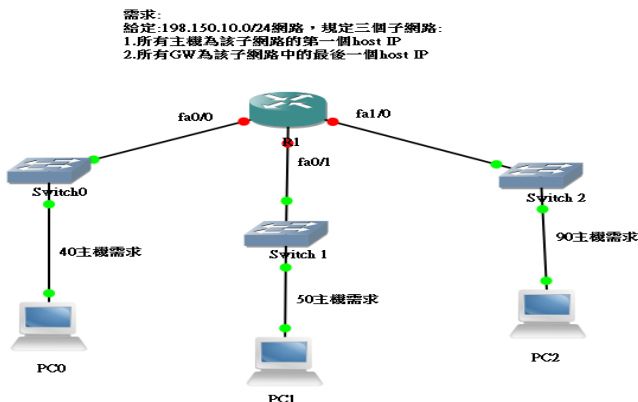 需求:
給定:198.150.10.0/24網路，規定三個子網路:
1.所有主機為該子網路的第一個host IP
2.所有GW為該子網路中的最後一個host IP
fa0/0
fa1/0
R1
fa0/1
Switch0
Switch 2
Switch 1
40主機需求
90主機需求
50主機需求
PC0
PC2
PC1